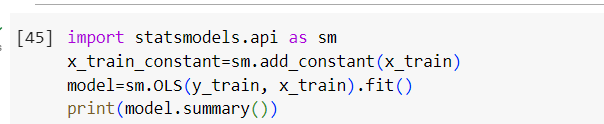 [45] import statsmodels.api as sm
x_train_constant=sm.add_constant(x_train)
model=sm.OLS(y_train, x_train).fit()
print(model.summary())